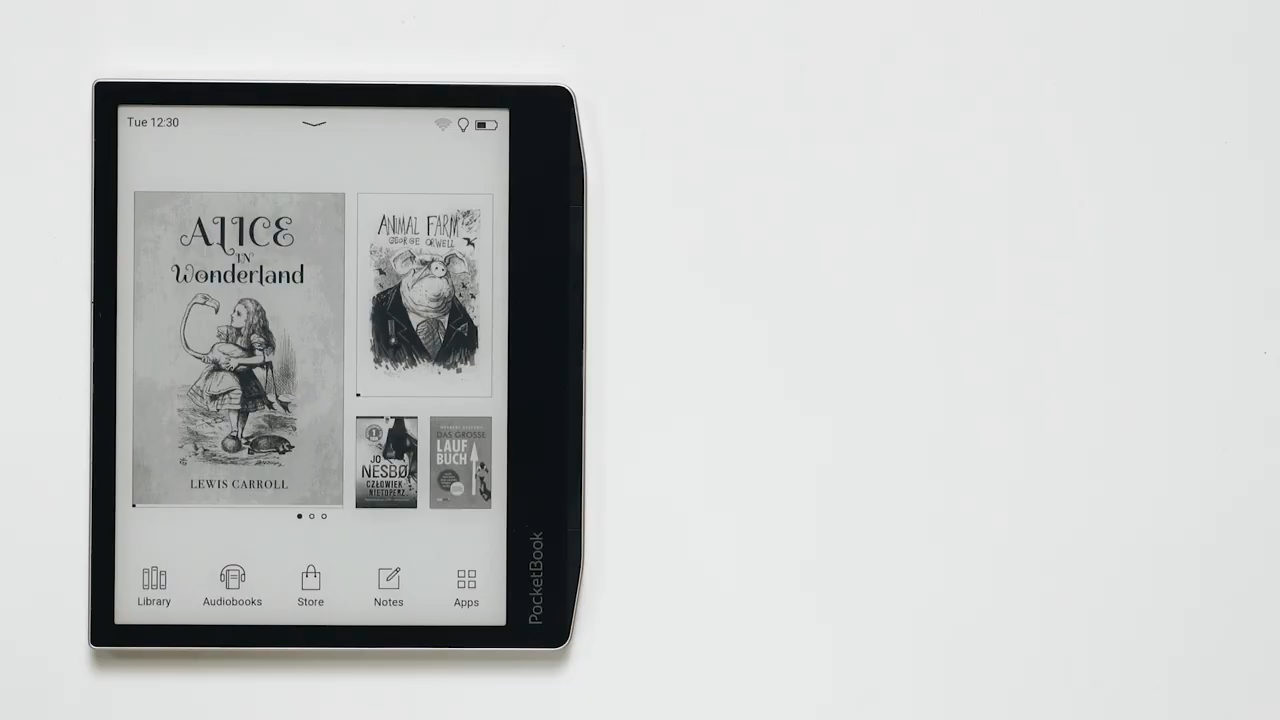 Tue 12:30
ALICE
IN
Wonderland
LEWIS CARROLL
ANIMAL FARM
GEORGE ORWELL
1
JO
NESBØ
CZŁOWIEK
NIETOPERZ
DAS GROSSE
LAUF
BUCH
Library
Audiobooks
Store
Notes
Apps
PocketBook